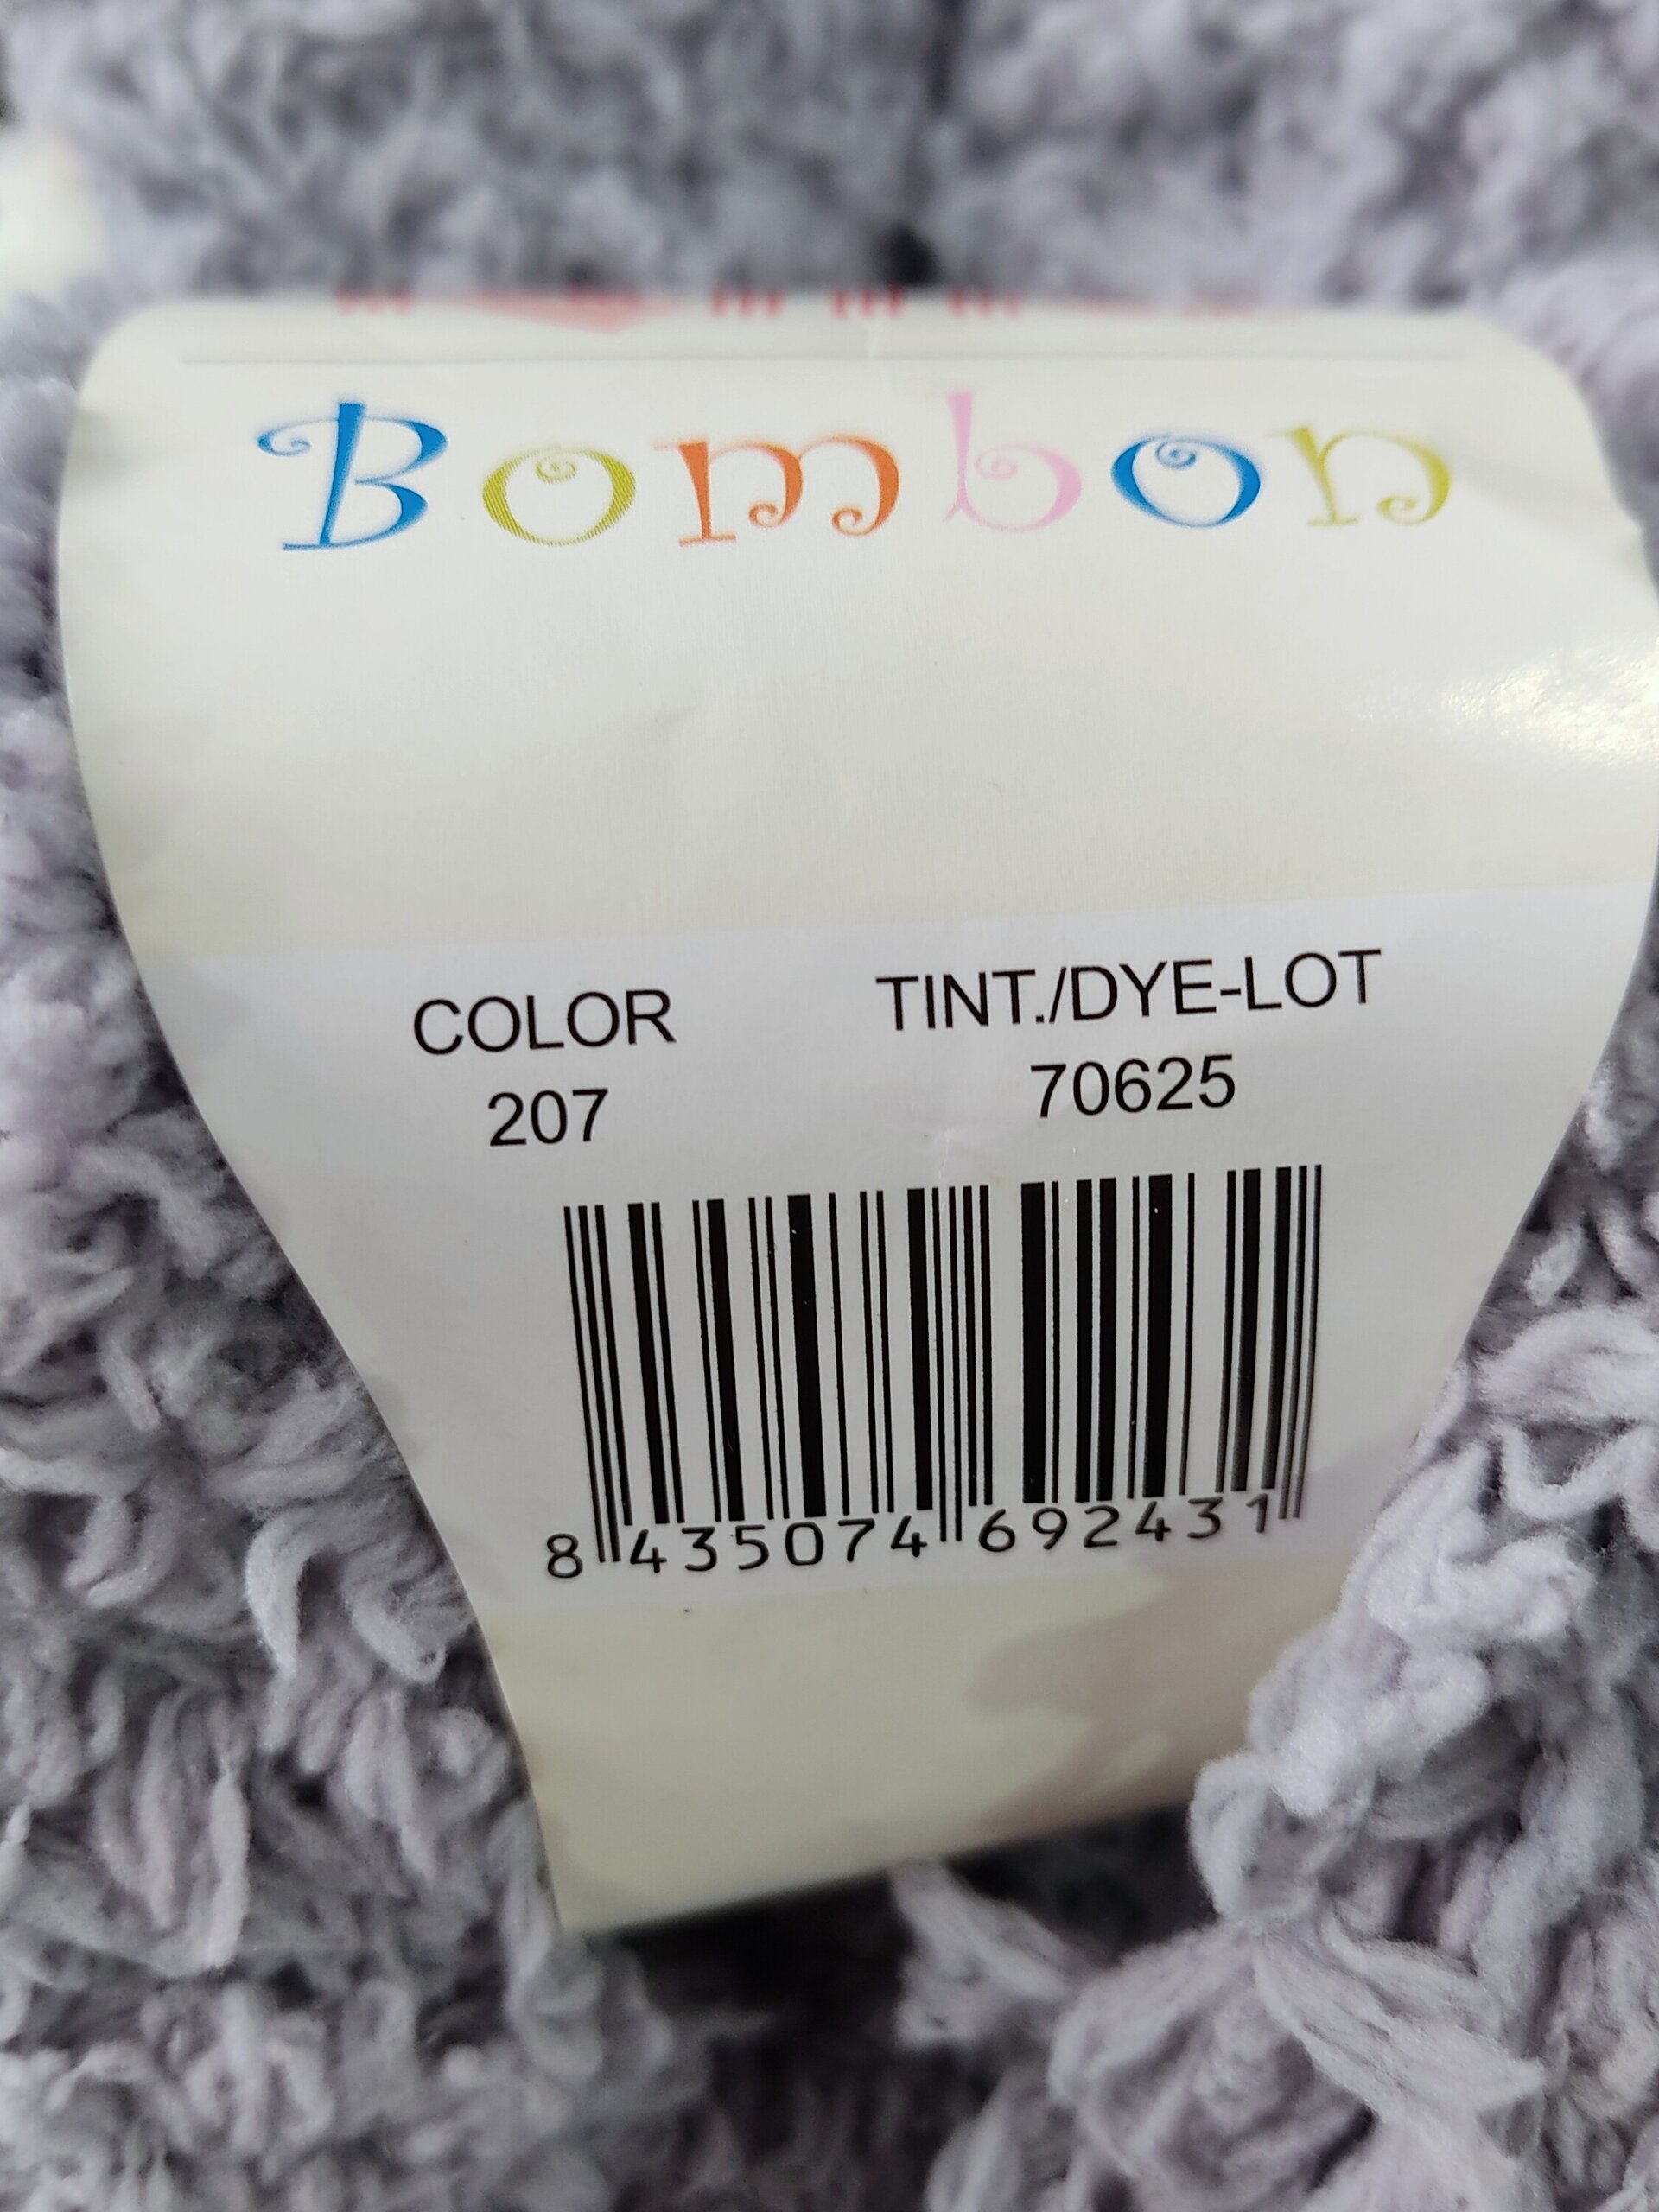 Bombon
COLOR TINT./DYE-LOT
207 70625
8 435074 692431